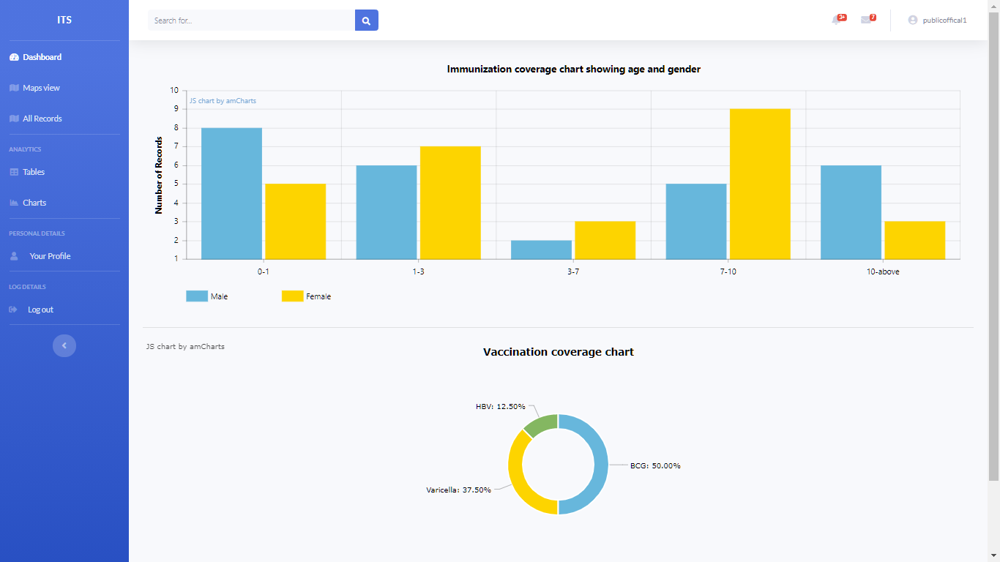 ITS
Dashboard
Maps view
All Records
ANALYTICS
Tables
Charts
PERSONAL DETAILS
Your Profile
LOG DETAILS
Log out
Search for...
3+
7
publicoffical1
Immunization coverage chart showing age and gender
JS chart by amCharts
Number of Records
10
9
8
7
6
5
4
3
2
1
0-1
1-3
3-7
7-10
10-above
Male
Female
JS chart by amCharts
Vaccination coverage chart
HBV: 12.50%
BCG: 50.00%
Varicella: 37.50%